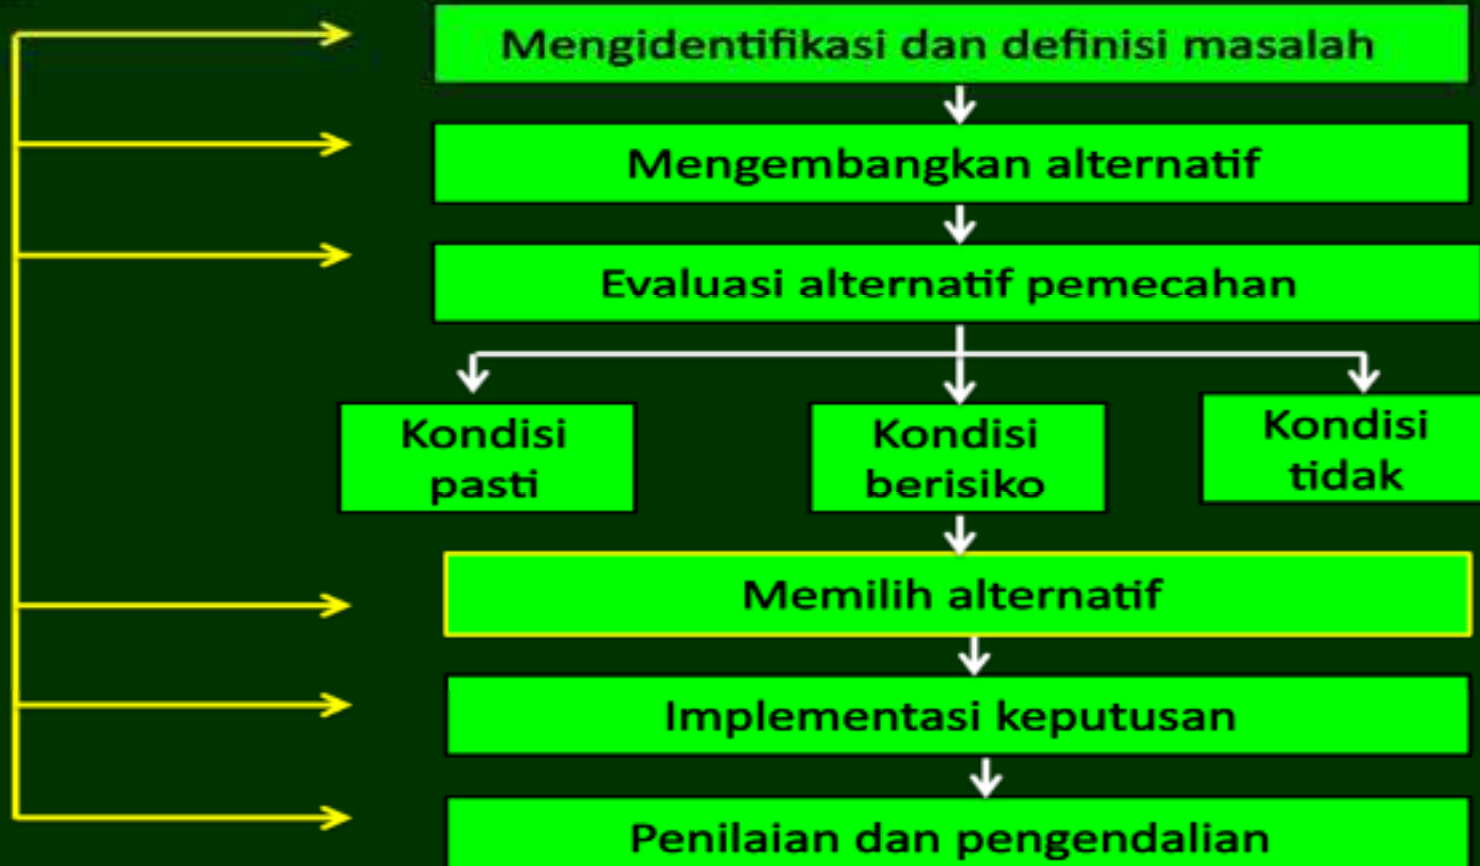 Mengidentifikasi dan definisi masalah
Mengembangkan alternatif
Evaluasi alternatif pemecahan
Kondisi
pasti
Kondisi
berisiko
Kondisi
tidak
Memilih alternatif
Implementasi keputusan
Penilaian dan pengendalian